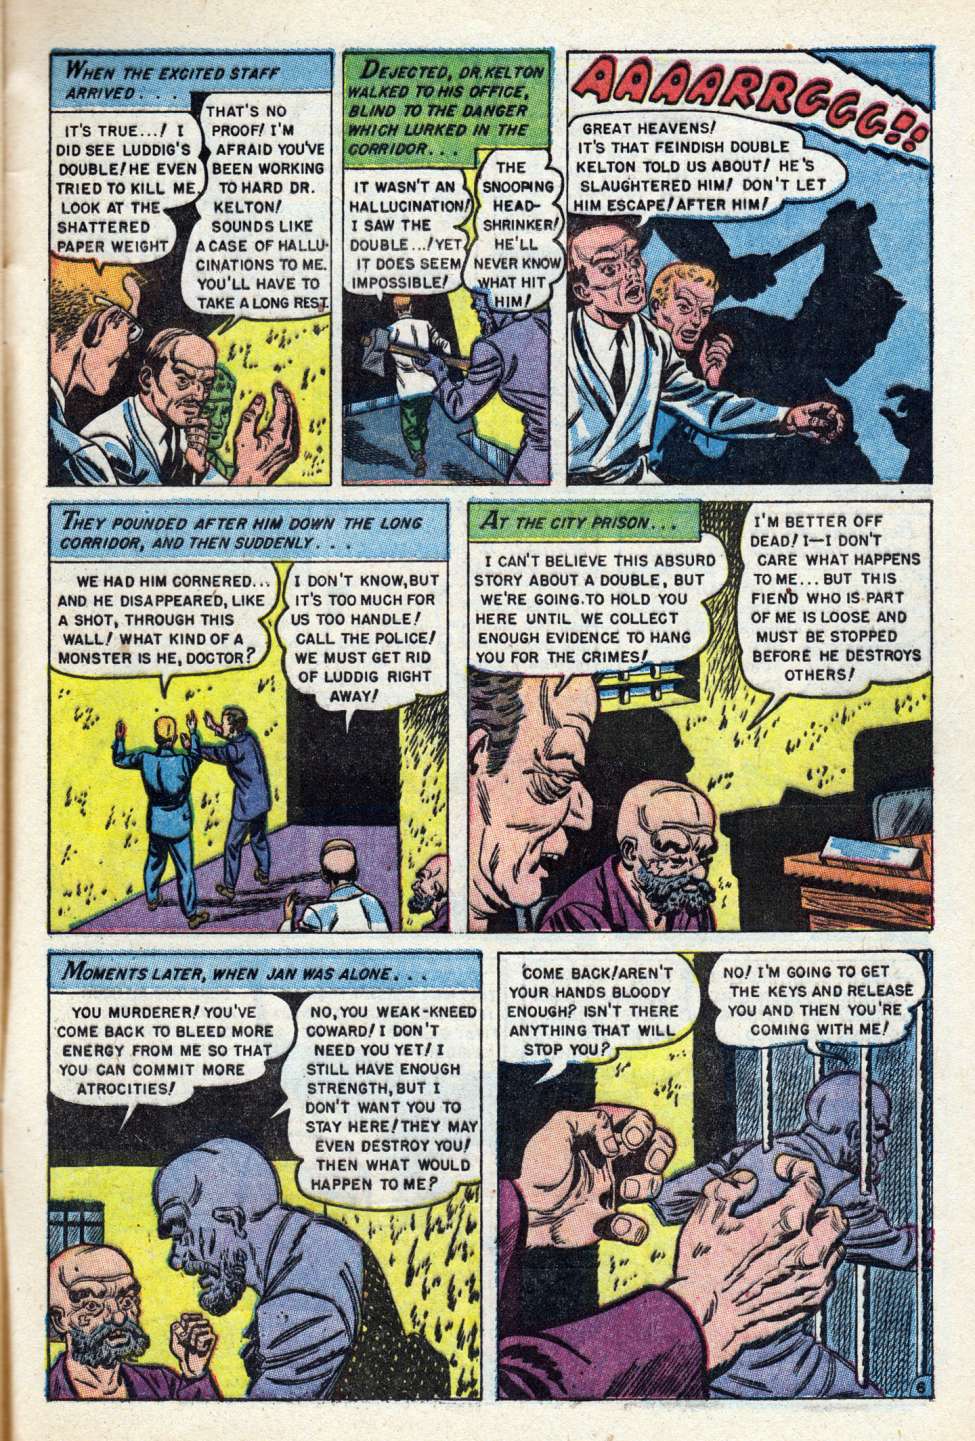 WHEN THE EXCITED STAFF
ARRIVED...
IT'S TRUE...! I
DID SEE LUDDIG'S
DOUBLE! HE EVEN
TRIED TO KILL ME,
LOOK AT THE
SHATTERED
PAPER WEIGHT
THAT'S NO
PROOF! I'M
AFRAID YOU'VE
BEEN WORKING
TO HARD DR.
KELTON!
SOUNDS LIKE
A CASE OF HALLU-
CINATIONS TO ME.
YOU'LL HAVE TO
TAKE A LONG REST.
DEJECTED, DR. KELTON
WALKED TO HIS OFFICE,
BLIND TO THE DANGER
WHICH LURKED IN THE
CORRIDOR...
IT WASN'T AN
HALLUCINATION!
I SAW THE
DOUBLE...! YET
IT DOES SEEM
IMPOSSIBLE!
THE
SNOOPING
HEAD-
SHRINKER!
HE'LL
NEVER KNOW
WHAT HIT
HIM!
AAAARRGGG!!
GREAT HEAVENS!
IT'S THAT FEINDISH DOUBLE
KELTON TOLD US ABOUT! HE'S
SLAUGHTERED HIM! DON'T LET
HIM ESCAPE! AFTER HIM!
THEY POUNDED AFTER HIM DOWN THE LONG
CORRIDOR, AND THEN SUDDENLY...
WE HAD HIM CORNERED...
AND HE DISAPPEARED, LIKE
A SHOT, THROUGH THIS
WALL! WHAT KIND OF A
MONSTER IS HE, DOCTOR?
I DON'T KNOW, BUT
IT'S TOO MUCH FOR
US TOO HANDLE!
CALL THE POLICE!
WE MUST GET RID
OF LUDDIG RIGHT
AWAY!
AT THE CITY PRISON...
I CAN'T BELIEVE THIS ABSURD
STORY ABOUT A DOUBLE, BUT
WE'RE GOING TO HOLD YOU
HERE UNTIL WE COLLECT
ENOUGH EVIDENCE TO HANG
YOU FOR THE CRIMES!
I'M BETTER OFF
DEAD! I—I DON'T
CARE WHAT HAPPENS
TO ME... BUT THIS
FIEND WHO IS PART
OF ME IS LOOSE AND
MUST BE STOPPED
BEFORE HE DESTROYS
OTHERS!
MOMENTS LATER, WHEN JAN WAS ALONE...
YOU MURDERER! YOU'VE
COME BACK TO BLEED MORE
ENERGY FROM ME SO THAT
YOU CAN COMMIT MORE
ATROCITIES!
NO, YOU WEAK-KNEED
COWARD! I DON'T
NEED YOU YET! I
STILL HAVE ENOUGH
STRENGTH, BUT I
DON'T WANT YOU TO
STAY HERE! THEY MAY
EVEN DESTROY YOU!
THEN WHAT WOULD
HAPPEN TO ME?
COME BACK! AREN'T
YOUR HANDS BLOODY
ENOUGH? ISN'T THERE
ANYTHING THAT WILL
STOP YOU?
NO! I'M GOING TO GET
THE KEYS AND RELEASE
YOU AND THEN YOU'RE
COMING WITH ME!
6